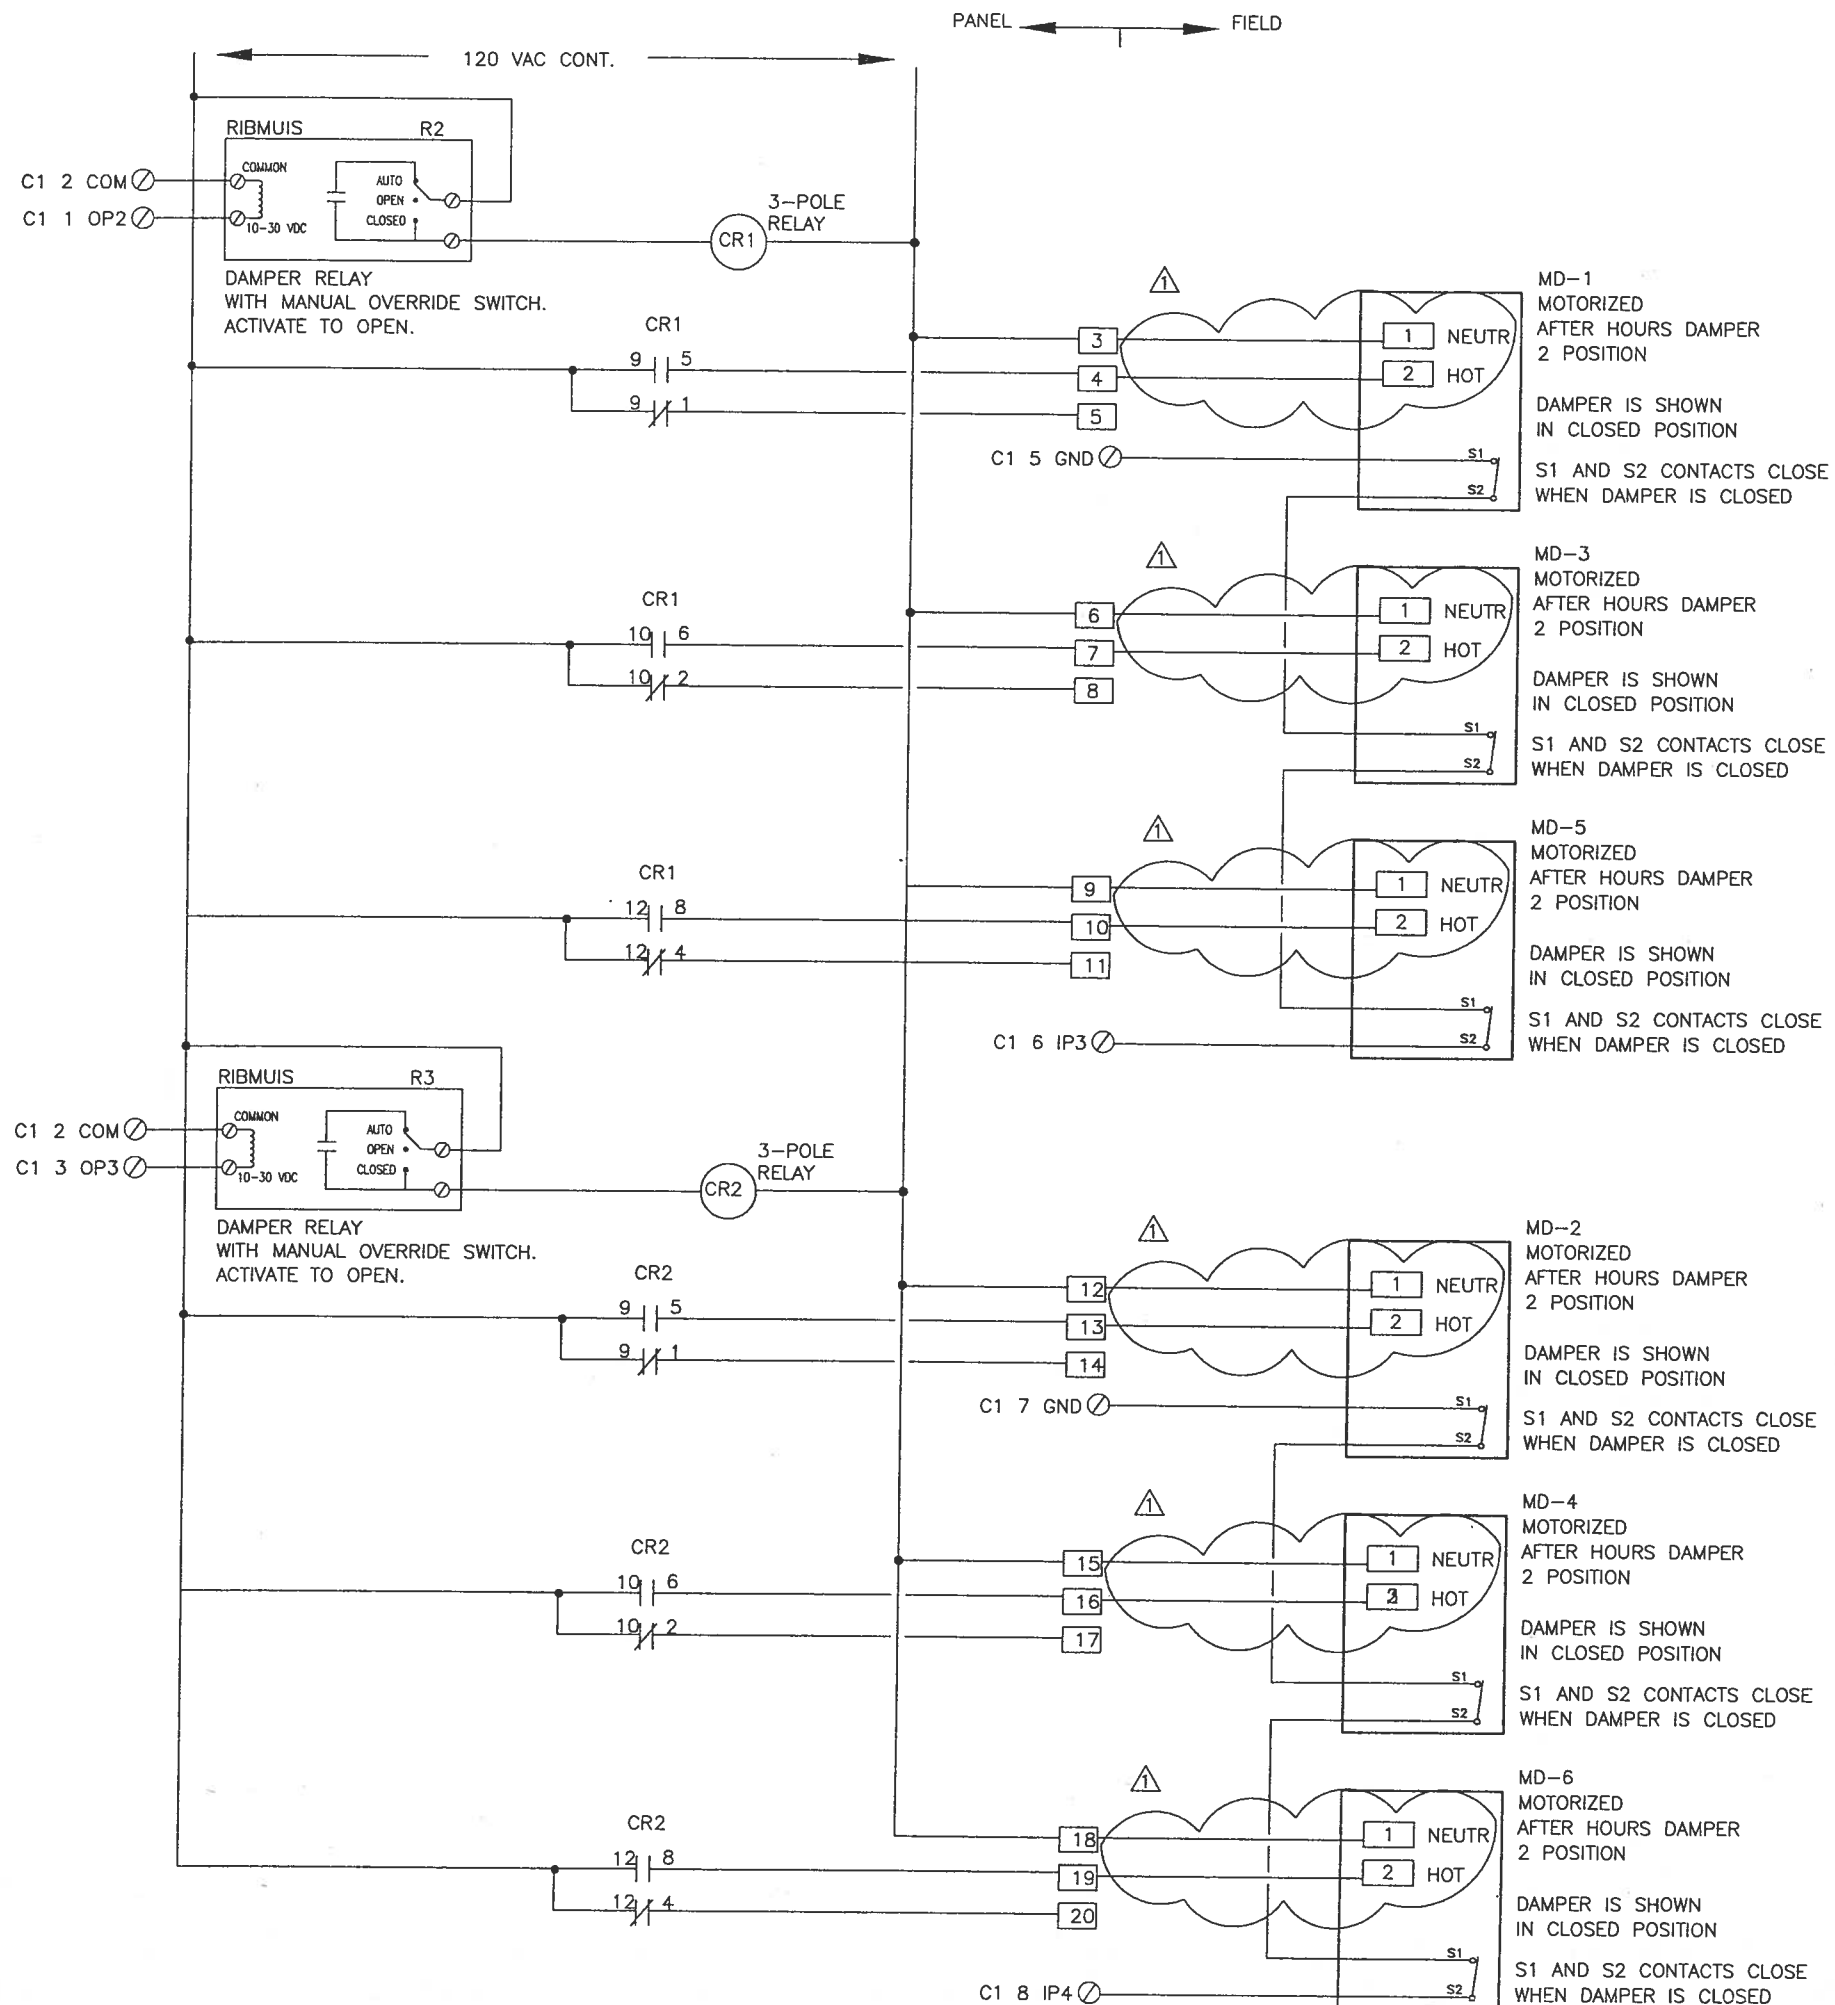 PANEL FIELD
120 VAC CONT.
RIBMUIS R2
COMMON
10-30 VDC
AUTO
OPEN
CLOSED
C1 2 COM
C1 1 OP2
DAMPER RELAY
WITH MANUAL OVERRIDE SWITCH.
ACTIVATE TO OPEN.
CR1
3-POLE
RELAY
CR1
9 5
9 1
3
4
5
C1 5 GND
1
1 NEUTR
2 HOT
S1
S2
MD-1
MOTORIZED
AFTER HOURS DAMPER
2 POSITION
DAMPER IS SHOWN
IN CLOSED POSITION
S1 AND S2 CONTACTS CLOSE
WHEN DAMPER IS CLOSED
CR1
10 6
10 2
6
7
8
1
1 NEUTR
2 HOT
S1
S2
MD-3
MOTORIZED
AFTER HOURS DAMPER
2 POSITION
DAMPER IS SHOWN
IN CLOSED POSITION
S1 AND S2 CONTACTS CLOSE
WHEN DAMPER IS CLOSED
CR1
12 8
12 4
9
10
11
C1 6 IP3
1
1 NEUTR
2 HOT
S1
S2
MD-5
MOTORIZED
AFTER HOURS DAMPER
2 POSITION
DAMPER IS SHOWN
IN CLOSED POSITION
S1 AND S2 CONTACTS CLOSE
WHEN DAMPER IS CLOSED
RIBMUIS R3
COMMON
10-30 VDC
AUTO
OPEN
CLOSED
C1 2 COM
C1 3 OP3
DAMPER RELAY
WITH MANUAL OVERRIDE SWITCH.
ACTIVATE TO OPEN.
CR2
3-POLE
RELAY
CR2
9 5
9 1
12
13
14
C1 7 GND
1
1 NEUTR
2 HOT
S1
S2
MD-2
MOTORIZED
AFTER HOURS DAMPER
2 POSITION
DAMPER IS SHOWN
IN CLOSED POSITION
S1 AND S2 CONTACTS CLOSE
WHEN DAMPER IS CLOSED
CR2
10 6
10 2
15
16
17
1
1 NEUTR
HOT
S1
S2
MD-4
MOTORIZED
AFTER HOURS DAMPER
2 POSITION
DAMPER IS SHOWN
IN CLOSED POSITION
S1 AND S2 CONTACTS CLOSE
WHEN DAMPER IS CLOSED
CR2
12 8
12 4
18
19
20
C1 8 IP4
1
1 NEUTR
2 HOT
S1
S2
MD-6
MOTORIZED
AFTER HOURS DAMPER
2 POSITION
DAMPER IS SHOWN
IN CLOSED POSITION
S1 AND S2 CONTACTS CLOSE
WHEN DAMPER IS CLOSED